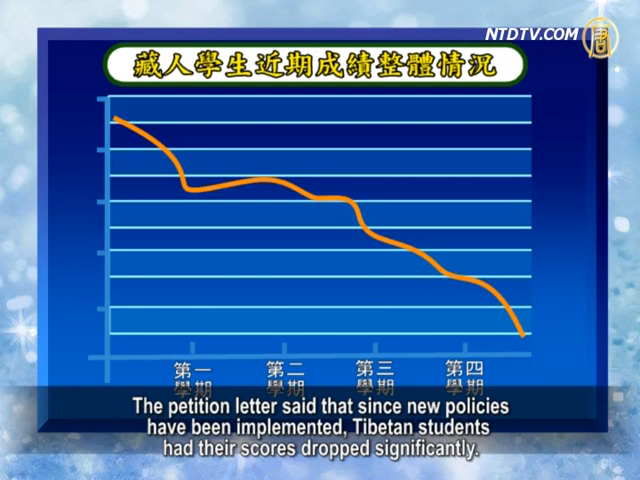 NTDTV.COM
唐
藏人學生近期成績整體情況
第一 第二 第三 第四
學期 學期 學期 學期
The petition letter said that since new policies
have been implemented, Tibetan students
had their scores dropped significantly.